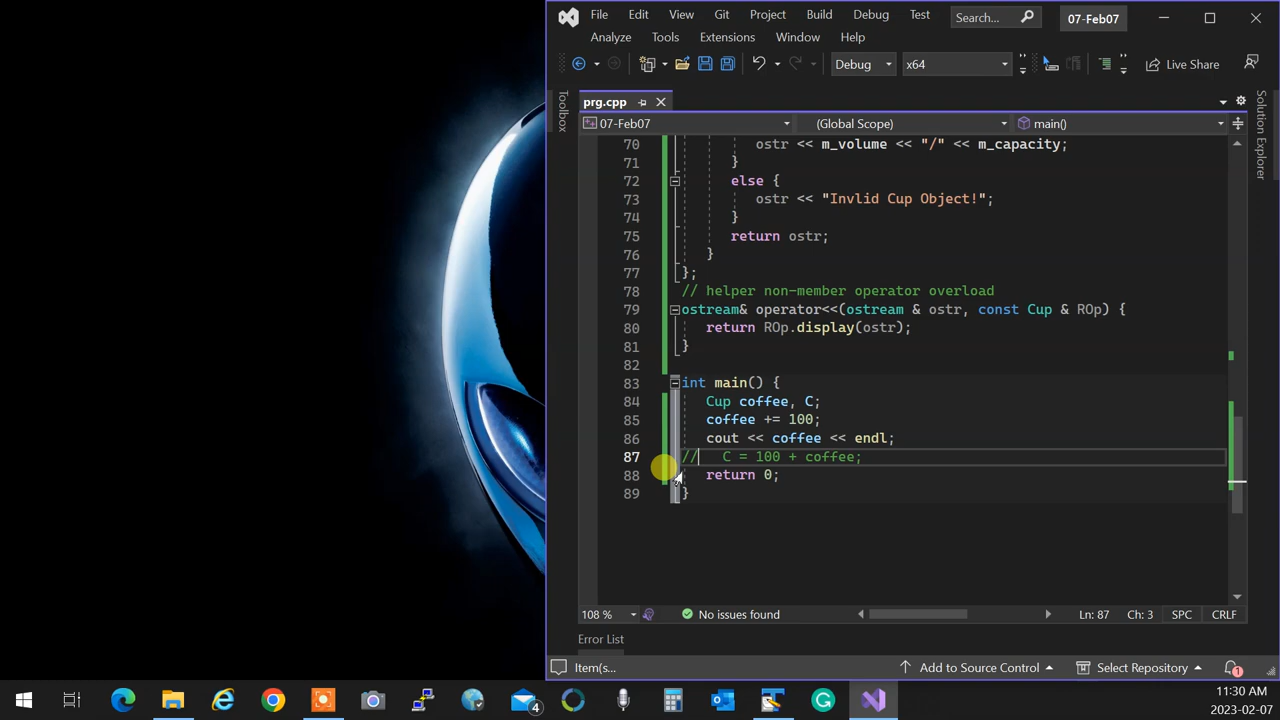 File Edit View Git Project Build Debug Test Search... 07-Feb07
Analyze Tools Extensions Window Help
Debug x64 Live Share
Toolbox
prg.cpp
Solution Explorer
07-Feb07 (Global Scope) main()
70 ostr << m_volume << "/" << m_capacity;
71 }
72 else {
73 ostr << "Invlid Cup Object!";
74 }
75 return ostr;
76 }
77 };
78 // helper non-member operator overload
79 ostream& operator<<(ostream & ostr, const Cup & ROp) {
80 return ROp.display(ostr);
81 }
82
83 int main() {
84 Cup coffee, C;
85 coffee += 100;
86 cout << coffee << endl;
87 // C = 100 + coffee;
88 return 0;
89 }
108 % No issues found Ln: 87 Ch: 3 SPC CRLF
Error List
Item(s... Add to Source Control Select Repository 1
4
11:30 AM
2023-02-07